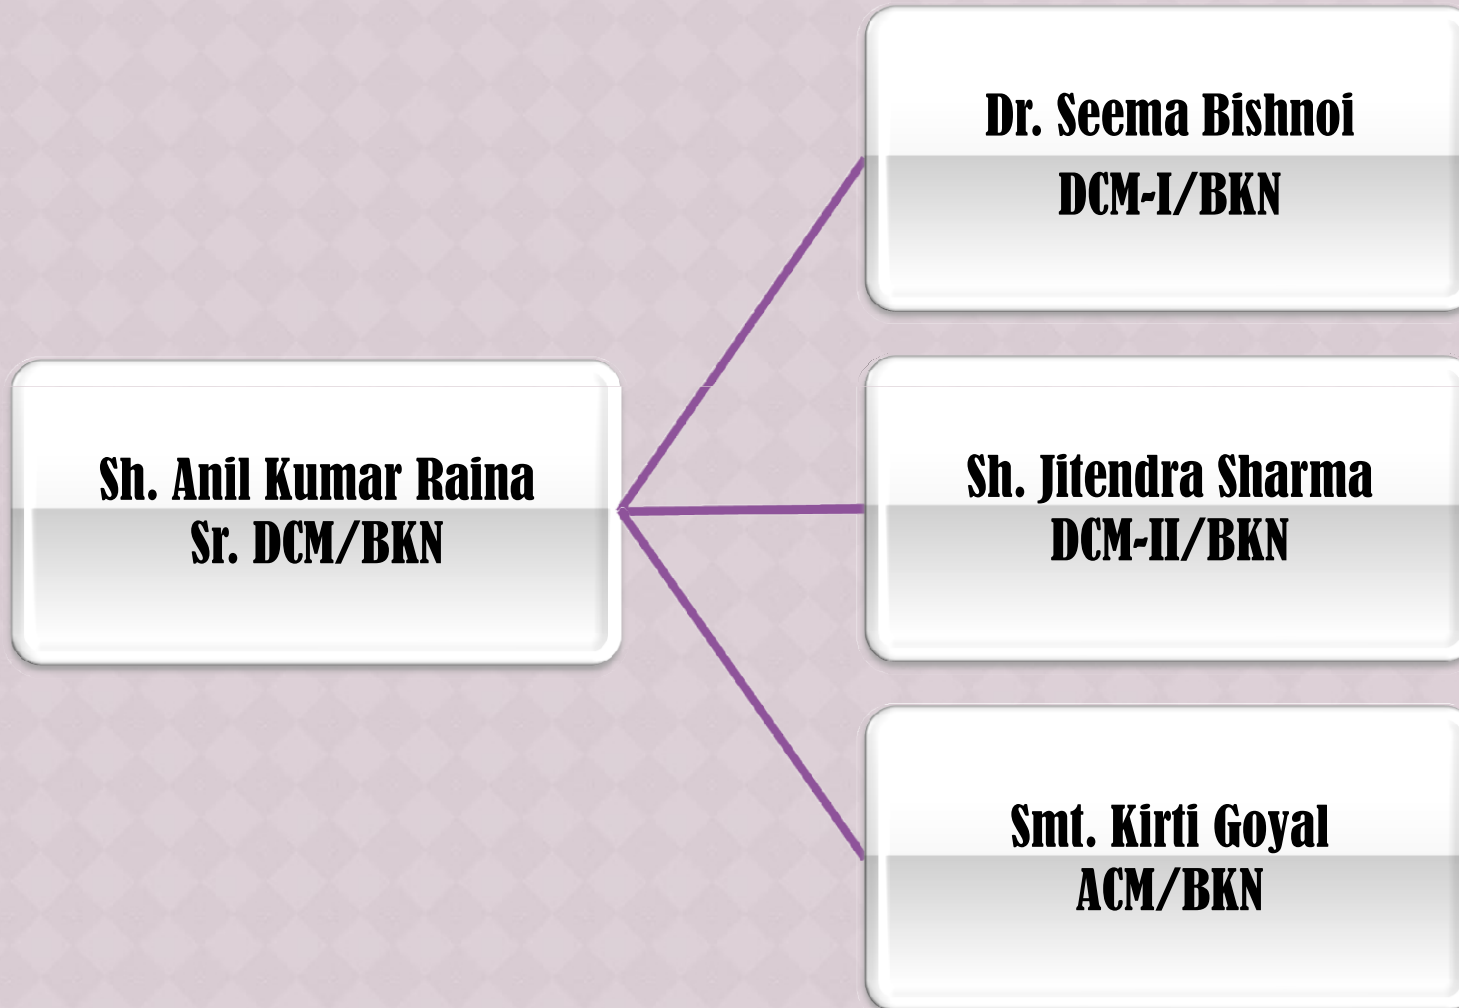 Dr. Seema Bishnoi
DCM-I/BKN
Sh. Anil Kumar Raina
Sr. DCM/BKN
Sh. Jitendra Sharma
DCM-II/BKN
Smt. Kirti Goyal
ACM/BKN